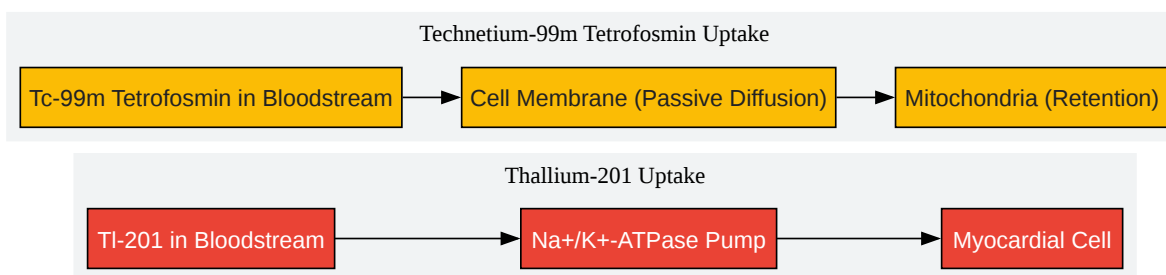 Technetium-99m Tetrofosmin Uptake
Tc-99m Tetrofosmin in Bloodstream
Cell Membrane (Passive Diffusion)
Mitochondria (Retention)
Thallium-201 Uptake
Tl-201 in Bloodstream
Na+/K+-ATPase Pump
Myocardial Cell